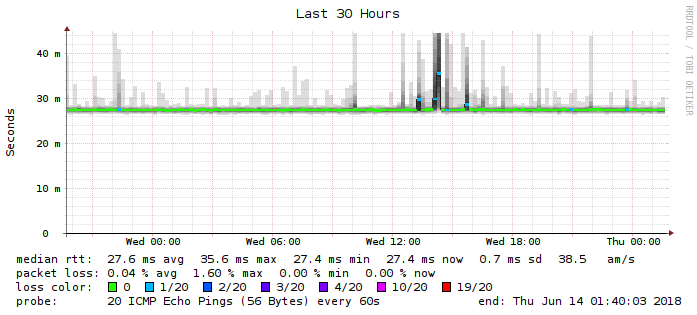 Last 30 Hours
RRDTOOL / TOBI OETIKER
Seconds
40 m
30 m
20 m
10 m
0
Wed 00:00 Wed 06:00 Wed 12:00 Wed 18:00 Thu 00:00
median rtt: 27.6 ms avg 35.6 ms max 27.4 ms min 27.4 ms now 0.7 ms sd 38.5 am/s
packet loss: 0.04 % avg 1.60 % max 0.00 % min 0.00 % now
loss color: 0 1/20 2/20 3/20 4/20 10/20 19/20
probe: 20 ICMP Echo Pings (56 Bytes) every 60s end: Thu Jun 14 01:40:03 2018